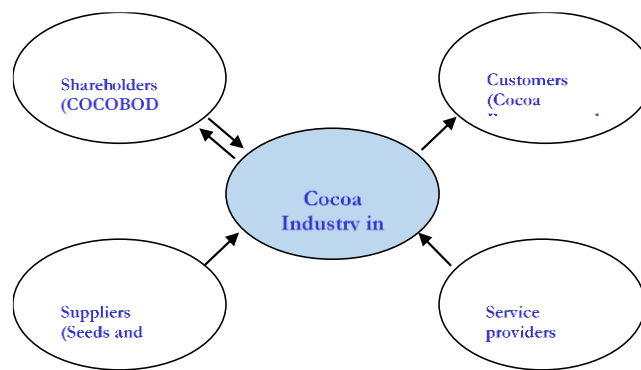 Shareholders
(COCOBOD
Customers
(Cocoa
Cocoa
Industry in
Suppliers
(Seeds and
Service
providers